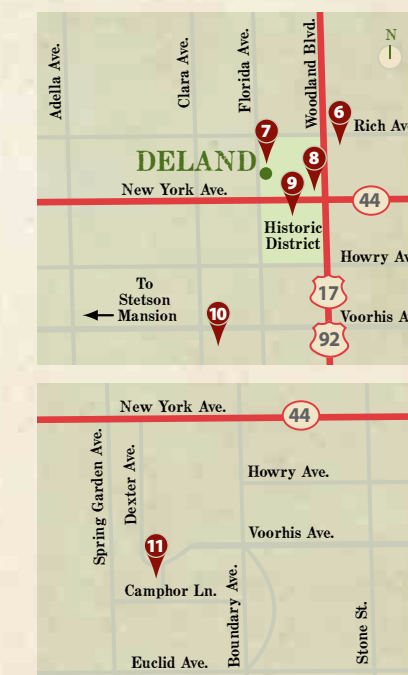 Adella Ave.
Clara Ave.
Florida Ave.
Woodland Blvd.
N
6
Rich Ave
7
DELAND
8
9
New York Ave.
44
Historic
District
Howry Av
To
Stetson
Mansion
17
10
Voorhis A
92
New York Ave.
44
Spring Garden Ave.
Dexter Ave.
Howry Ave.
Voorhis Ave.
11
Camphor Ln.
Boundary Ave.
Stone St.
Euclid Ave.